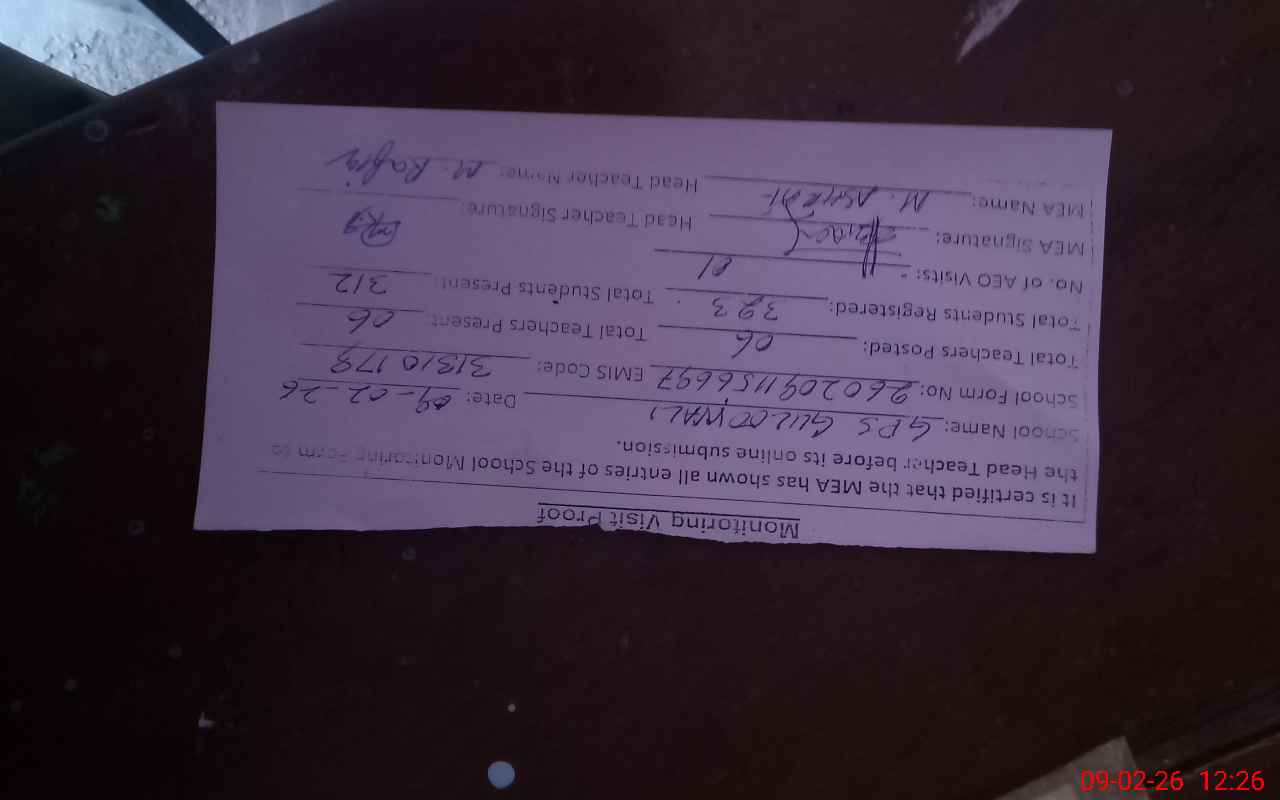 Monitoring Visit Proof
It is certified that the MEA has shown all entries of the School Monitoring Form to
the Head Teacher before its online submission.
School Name: GPS GULOOWALI Date: 09-02-26
School Form No: 2602091156697 EMIS Code: 31310178
Total Teachers Posted: 06 Total Teachers Present: 06
Total Students Registered: 323 Total Students Present: 312
No. of AEO Visits: 01
MEA Signature: Head Teacher Signature:
MEA Name: M. ASHRAF Head Teacher Name: M. Rafiq
09-02-26 12:26